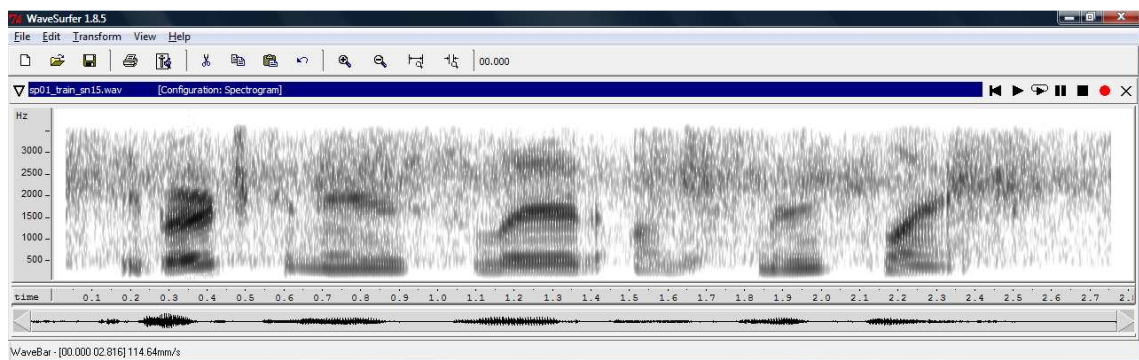 WaveSurfer 1.8.5
File Edit Transform View Help
00.000
sp01_train_sn15.wav [Configuration: Spectrogram]
Hz
3000
2500
2000
1500
1000
500
time 0.1 0.2 0.3 0.4 0.5 0.6 0.7 0.8 0.9 1.0 1.1 1.2 1.3 1.4 1.5 1.6 1.7 1.8 1.9 2.0 2.1 2.2 2.3 2.4 2.5 2.6 2.7
WaveBar - [00.000 02.816] 114.64mm/s